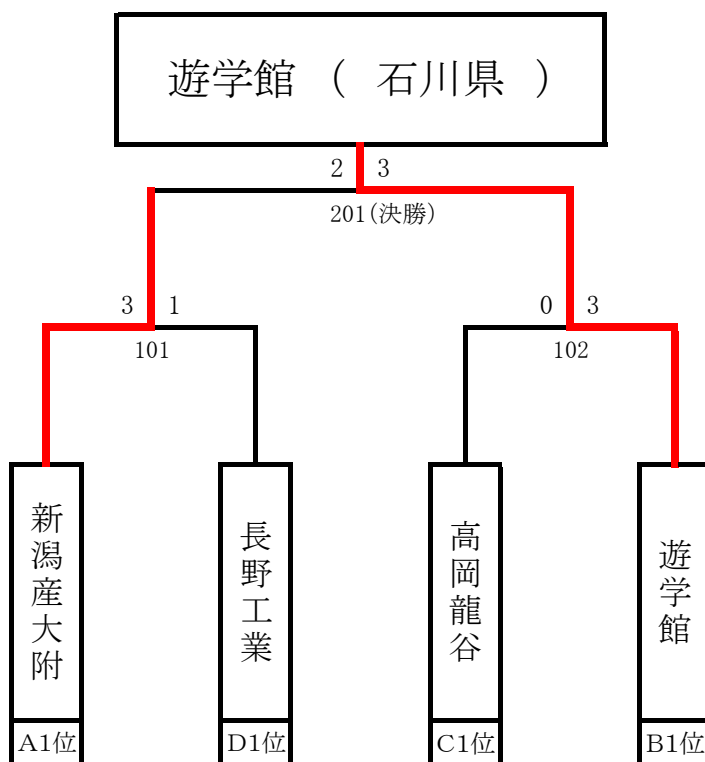 遊学館 ( 石川県 )
2 3
201(決勝)
3 1
0 3
101
102
新潟産大附
長野工業
高岡龍谷
遊学館
A1位
D1位
C1位
B1位